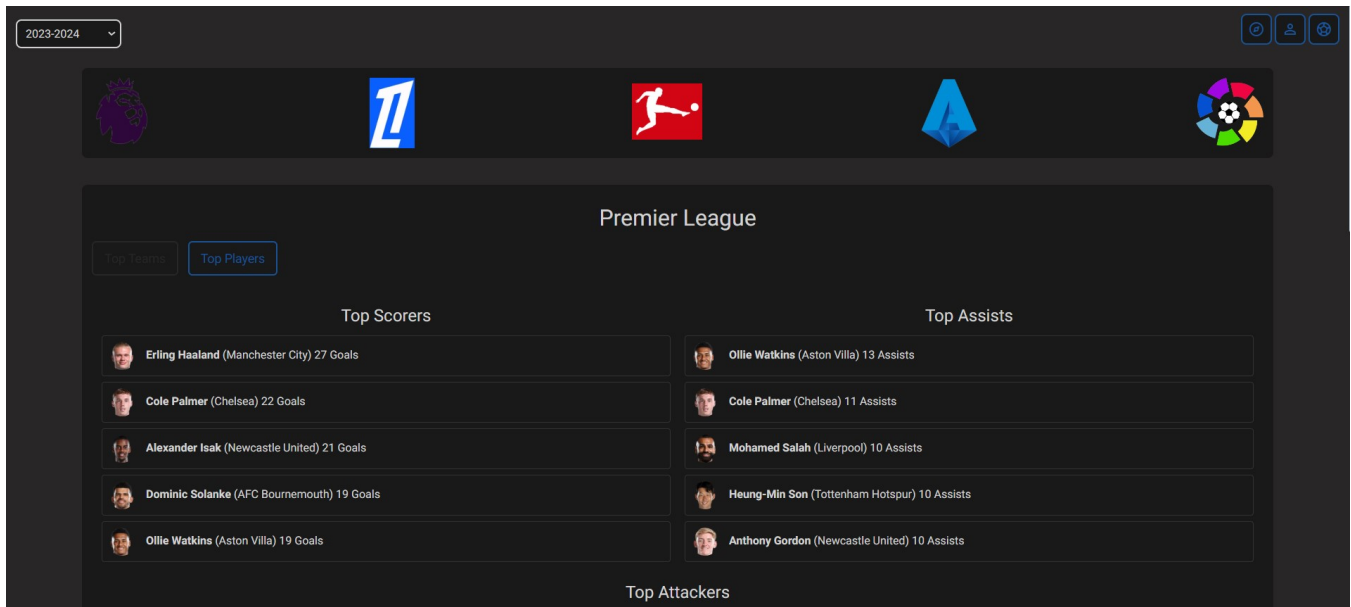 2023-2024
Premier League
Top Teams
Top Players
Top Scorers
Erling Haaland (Manchester City) 27 Goals
Cole Palmer (Chelsea) 22 Goals
Alexander Isak (Newcastle United) 21 Goals
Dominic Solanke (AFC Bournemouth) 19 Goals
Ollie Watkins (Aston Villa) 19 Goals
Top Assists
Ollie Watkins (Aston Villa) 13 Assists
Cole Palmer (Chelsea) 11 Assists
Mohamed Salah (Liverpool) 10 Assists
Heung-Min Son (Tottenham Hotspur) 10 Assists
Anthony Gordon (Newcastle United) 10 Assists
Top Attackers